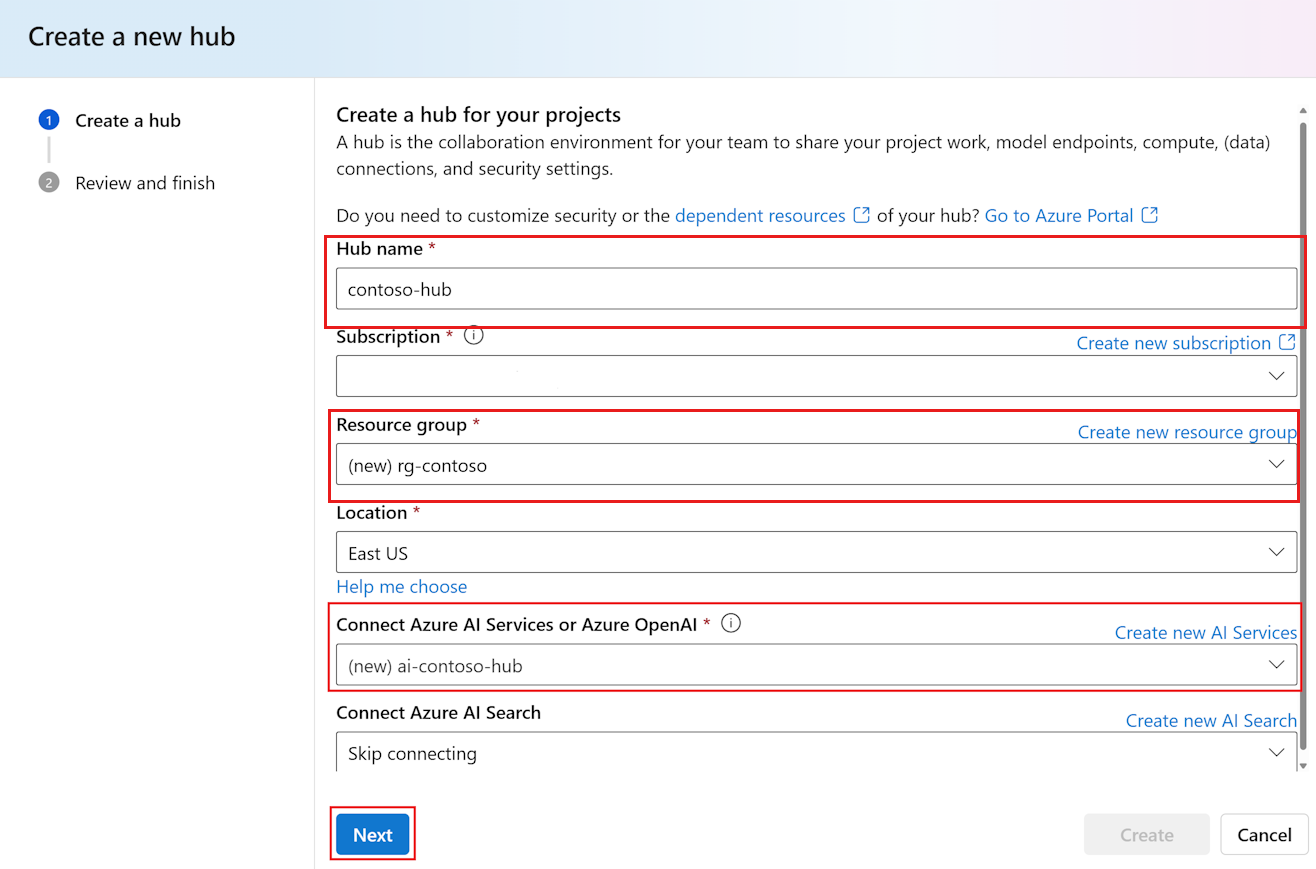 Create a new hub
1 Create a hub
2 Review and finish
Create a hub for your projects
A hub is the collaboration environment for your team to share your project work, model endpoints, compute, (data)
connections, and security settings.
Do you need to customize security or the dependent resources of your hub? Go to Azure Portal
Hub name *
contoso-hub
Subscription *
Create new subscription
Resource group *
Create new resource group
(new) rg-contoso
Location *
East US
Help me choose
Connect Azure AI Services or Azure OpenAI *
Create new AI Services
(new) ai-contoso-hub
Connect Azure AI Search
Create new AI Search
Skip connecting
Next
Create
Cancel